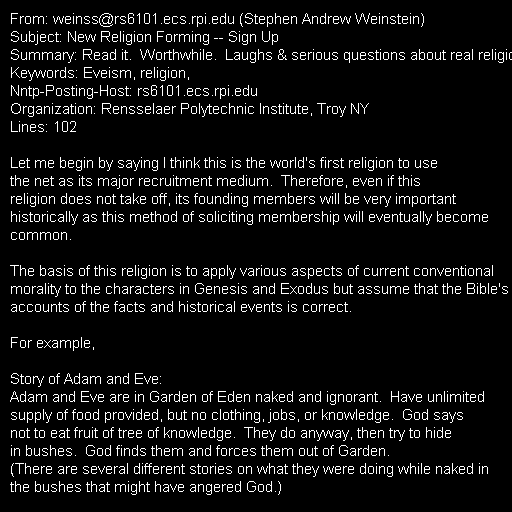 From: weinss@rs6101.ecs.rpi.edu (Stephen Andrew Weinstein)
Subject: New Religion Forming -- Sign Up
Summary: Read it.  Worthwhile.  Laughs & serious questions about real religio
Keywords: Eveism, religion,
Nntp-Posting-Host: rs6101.ecs.rpi.edu
Organization: Rensselaer Polytechnic Institute, Troy NY
Lines: 102

Let me begin by saying I think this is the world's first religion to use
the net as its major recruitment medium.  Therefore, even if this
religion does not take off, its founding members will be very important
historically as this method of soliciting membership will eventually become
common.

The basis of this religion is to apply various aspects of current conventional
morality to the characters in Genesis and Exodus but assume that the Bible's
accounts of the facts and historical events is correct.

For example,

Story of Adam and Eve:
Adam and Eve are in Garden of Eden naked and ignorant.  Have unlimited
supply of food provided, but no clothing, jobs, or knowledge.  God says
not to eat fruit of tree of knowledge.  They do anyway, then try to hide
in bushes.  God finds them and forces them out of Garden.
(There are several different stories on what they were doing while naked in
the bushes that might have angered God.)